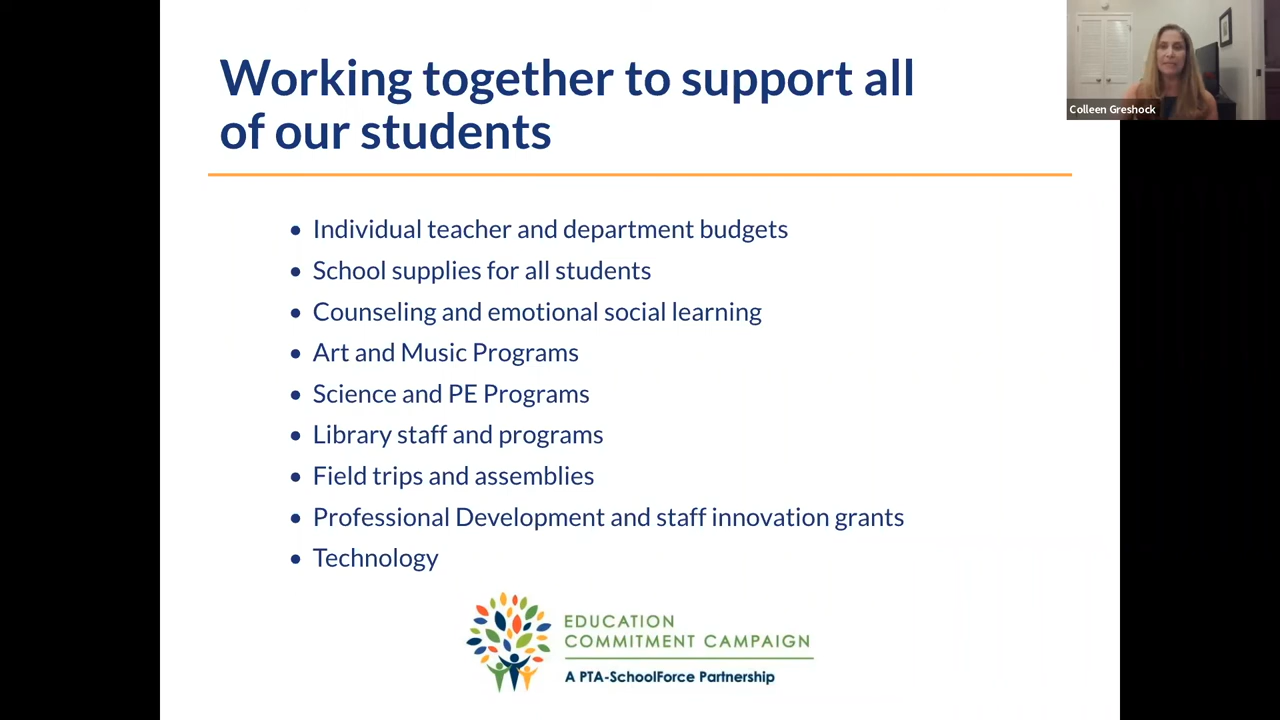 Working together to support all
of our students
Colleen Greshock
• Individual teacher and department budgets
• School supplies for all students
• Counseling and emotional social learning
• Art and Music Programs
• Science and PE Programs
• Library staff and programs
• Field trips and assemblies
• Professional Development and staff innovation grants
• Technology
EDUCATION
COMMITMENT CAMPAIGN
A PTA-SchoolForce Partnership